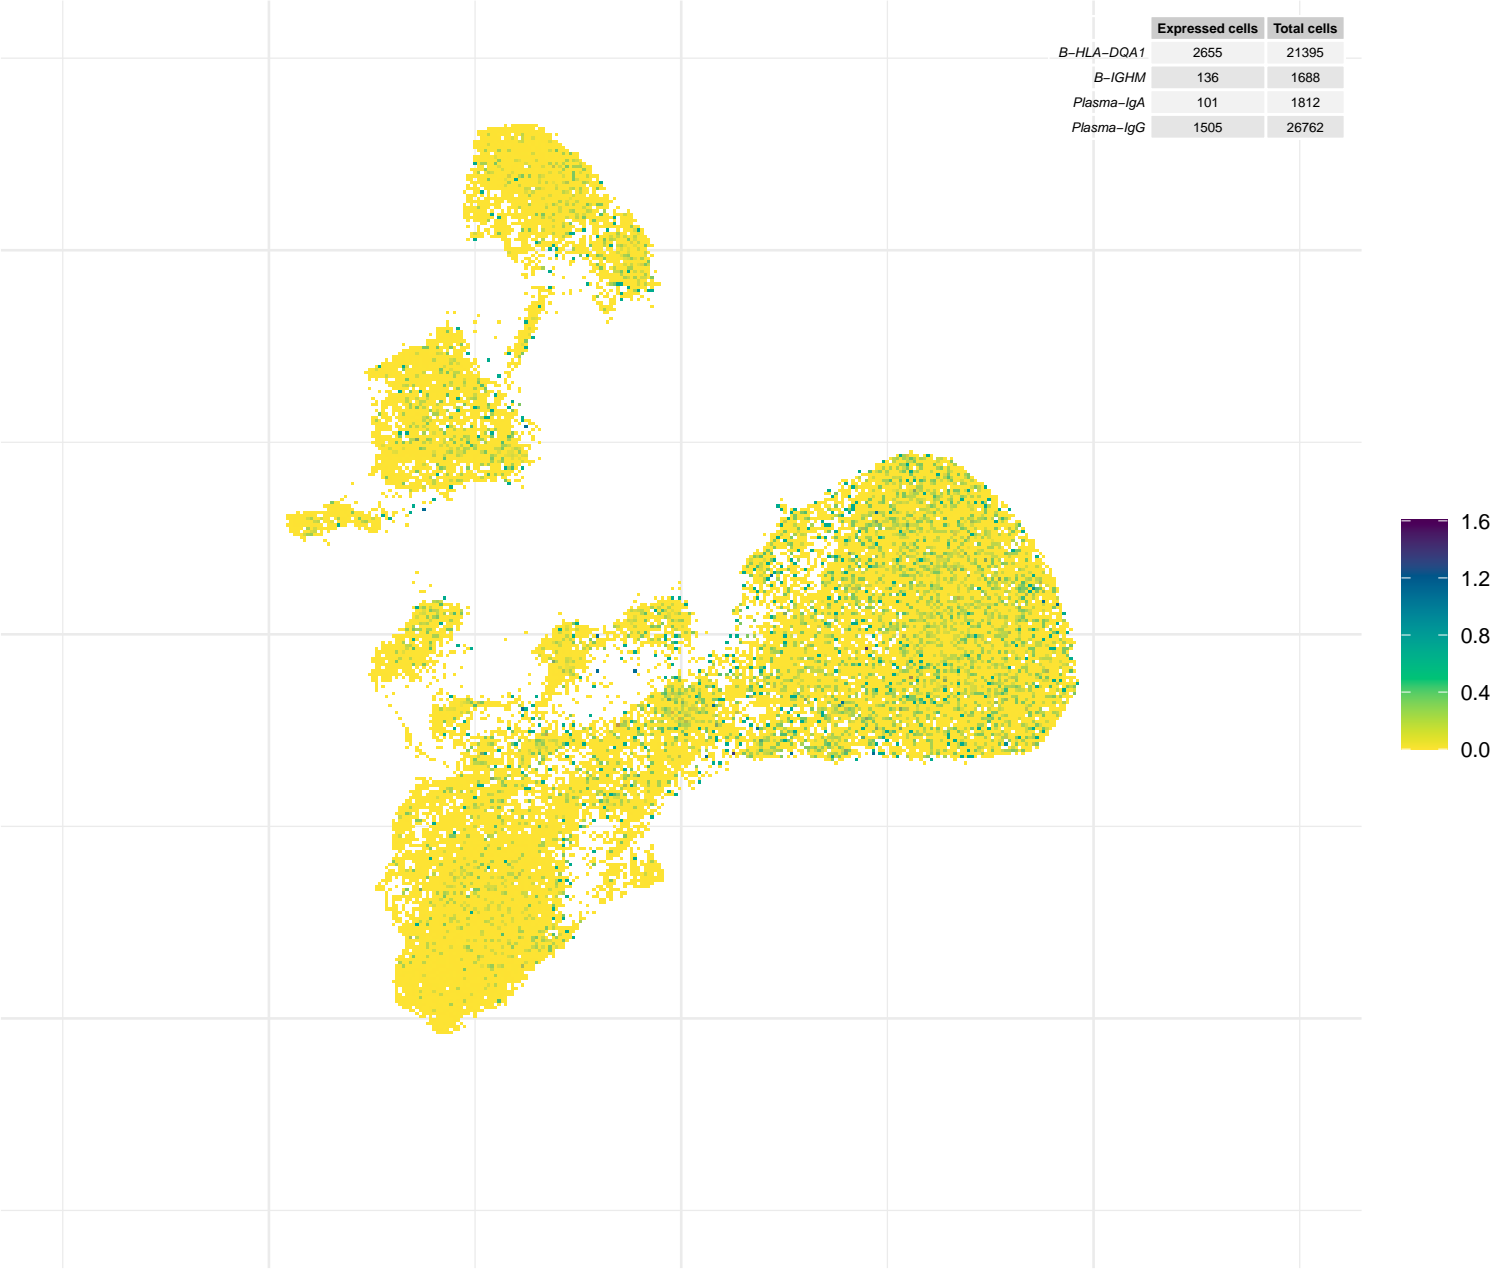 Expressed cells Total cells
B−HLA−DQA1 2655 21395
B−IGHM 136 1688
Plasma−IgA 101 1812
Plasma−IgG 1505 26762
1.6
1.2
0.8
0.4
0.0